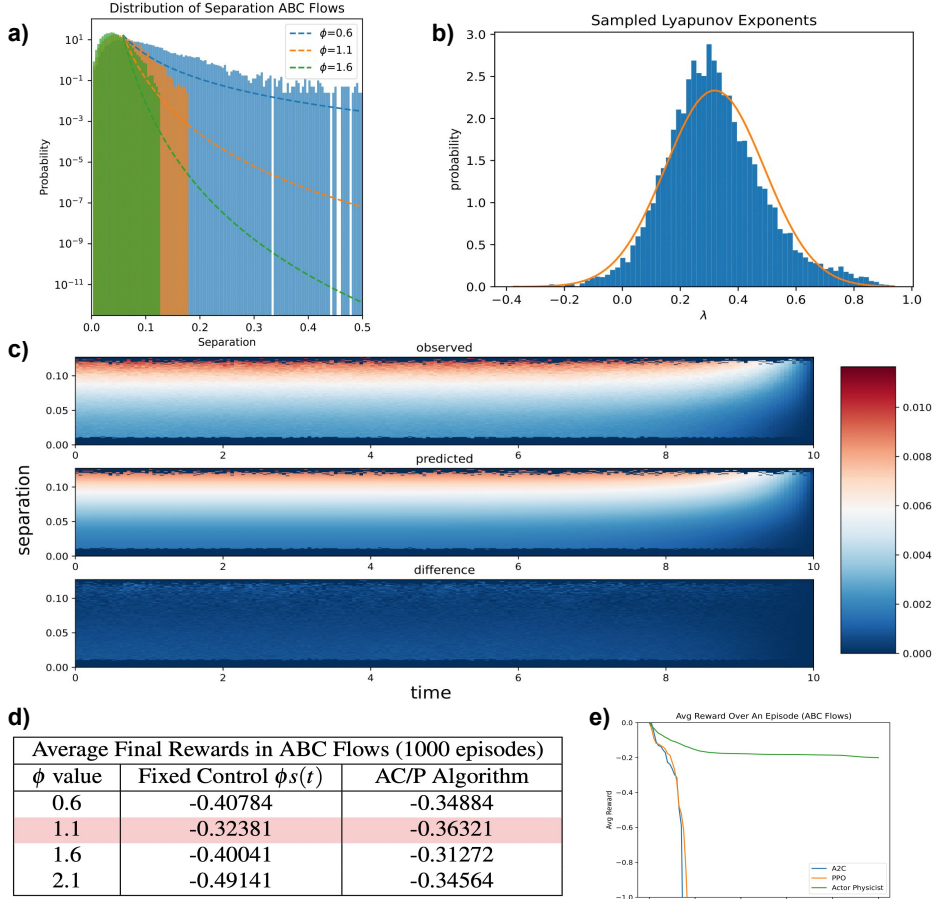 a)
Distribution of Separation ABC Flows
ϕ=0.6
ϕ=1.1
ϕ=1.6
10¹
10⁻¹
10⁻³
10⁻⁵
10⁻⁷
10⁻⁹
10⁻¹¹
Probability
0.0 0.1 0.2 0.3 0.4 0.5
Separation
b)
Sampled Lyapunov Exponents
3.0
2.5
2.0
1.5
1.0
0.5
0.0
probability
−0.4 −0.2 0.0 0.2 0.4 0.6 0.8 1.0
λ
c)
observed
0.10
0.05
0.00
0 2 4 6 8 10
predicted
0.10
0.05
0.00
0 2 4 6 8 10
difference
0.10
0.05
0.00
0 2 4 6 8 10
separation
time
0.010
0.008
0.006
0.004
0.002
0.000
d)
Average Final Rewards in ABC Flows (1000 episodes)
ϕ value Fixed Control ϕs(t) AC/P Algorithm
0.6 -0.40784 -0.34884
1.1 -0.32381 -0.36321
1.6 -0.40041 -0.31272
2.1 -0.49141 -0.34564
e)
Avg Reward Over An Episode (ABC Flows)
0.0
−0.2
−0.4
−0.6
−0.8
−1.0
Avg Reward
A2C
PPO
Actor Physicist